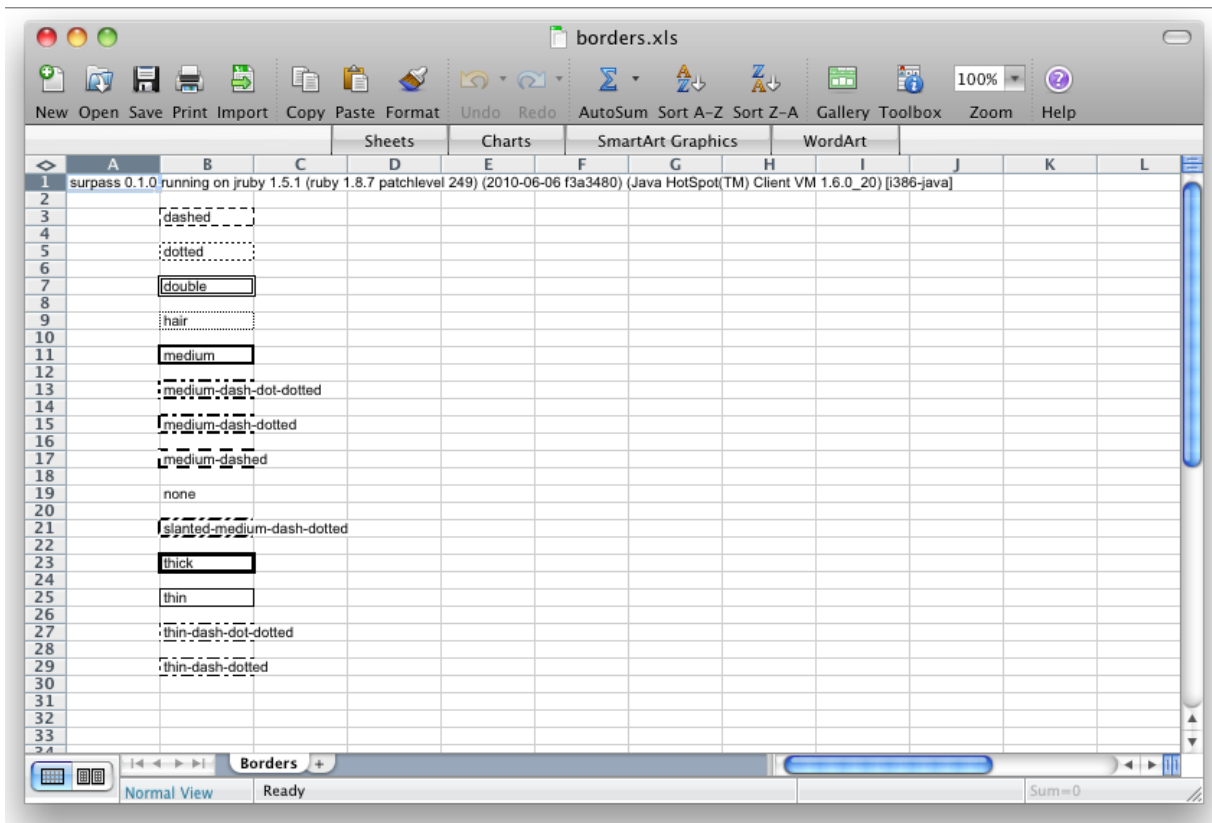 borders.xls
100%
New Open Save Print Import Copy Paste Format Undo Redo AutoSum Sort A-Z Sort Z-A Gallery Toolbox Zoom Help
Sheets Charts SmartArt Graphics WordArt
A B C D E F G H I J K L
1 surpass 0.1.0 running on jruby 1.5.1 (ruby 1.8.7 patchlevel 249) (2010-06-06 f3a3480) (Java HotSpot(TM) Client VM 1.6.0_20) [i386-java]
2
3 dashed
4
5 dotted
6
7 double
8
9 hair
10
11 medium
12
13 medium-dash-dot-dotted
14
15 medium-dash-dotted
16
17 medium-dashed
18
19 none
20
21 slanted-medium-dash-dotted
22
23 thick
24
25 thin
26
27 thin-dash-dot-dotted
28
29 thin-dash-dotted
30
31
32
33
34
Borders +
Normal View Ready Sum=0